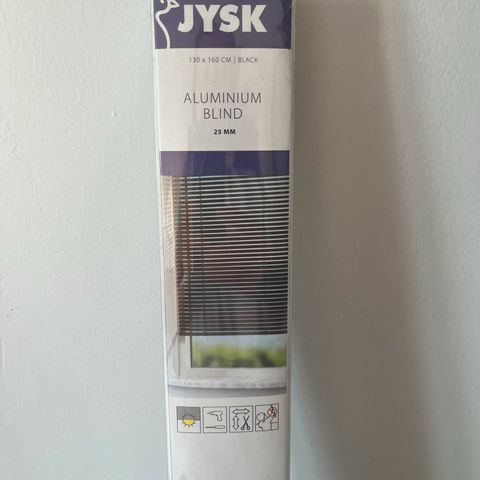 JYSK
130 x 160 CM | BLACK
ALUMINIUM
BLIND
25 MM